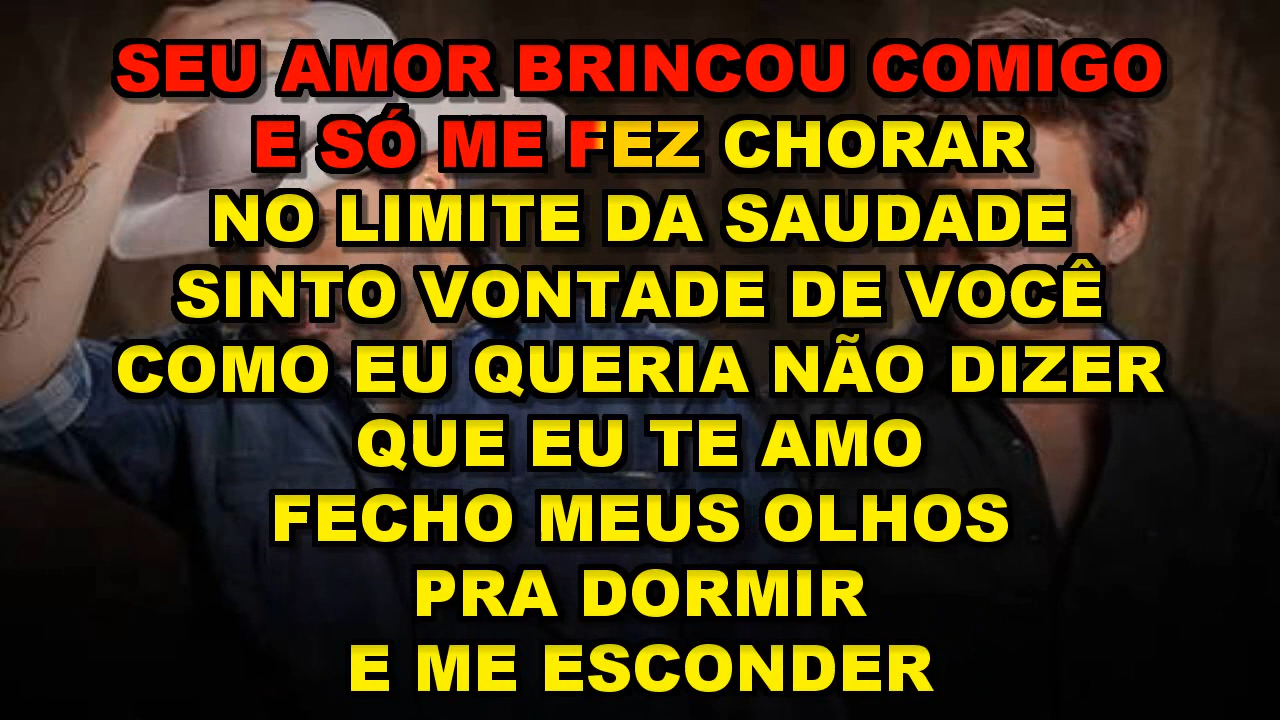 SEU AMOR BRINCOU COMIGO
E SÓ ME FEZ CHORAR
NO LIMITE DA SAUDADE
SINTO VONTADE DE VOCÊ
COMO EU QUERIA NÃO DIZER
QUE EU TE AMO
FECHO MEUS OLHOS
PRA DORMIR
E ME ESCONDER